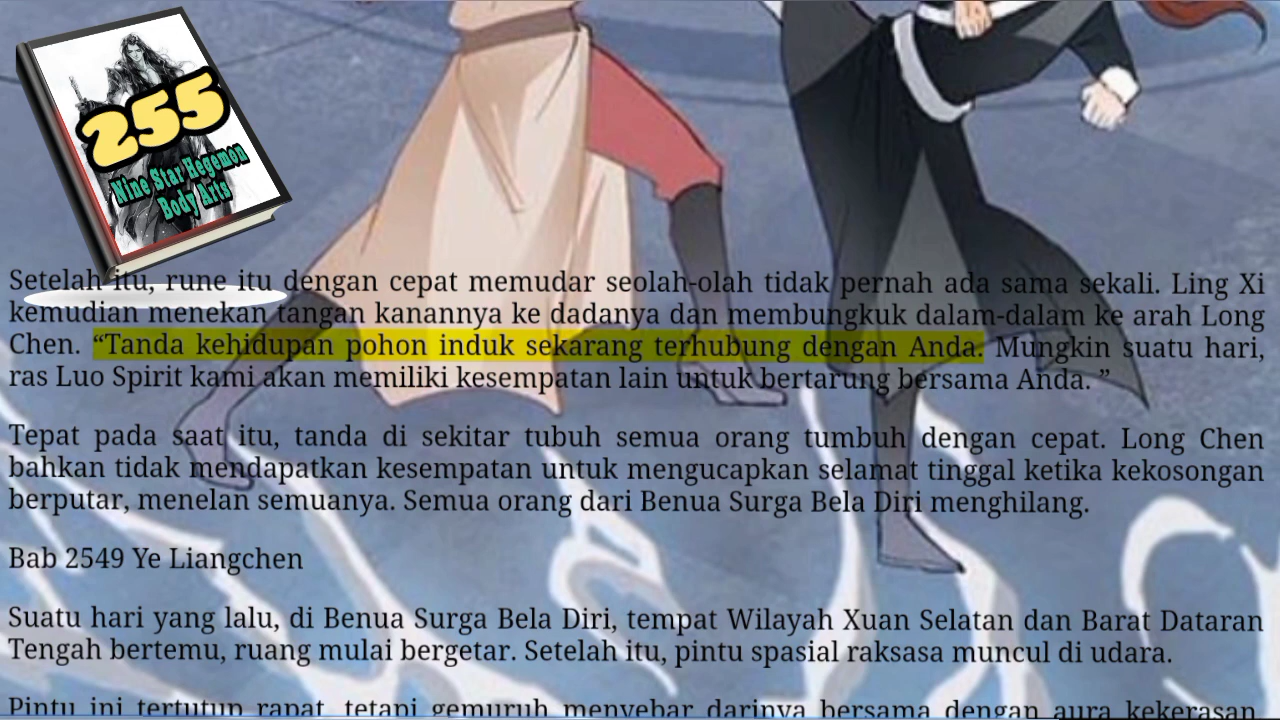 255
Nine Star Hegemon
Body Arts
Setelah itu, rune itu dengan cepat memudar seolah-olah tidak pernah ada sama sekali. Ling Xi
kemudian menekan tangan kanannya ke dadanya dan membungkuk dalam-dalam ke arah Long
Chen. “Tanda kehidupan pohon induk sekarang terhubung dengan Anda. Mungkin suatu hari,
ras Luo Spirit kami akan memiliki kesempatan lain untuk bertarung bersama Anda. ”
Tepat pada saat itu, tanda di sekitar tubuh semua orang tumbuh dengan cepat. Long Chen
bahkan tidak mendapatkan kesempatan untuk mengucapkan selamat tinggal ketika kekosongan
berputar, menelan semuanya. Semua orang dari Benua Surga Bela Diri menghilang.
Bab 2549 Ye Liangchen
Suatu hari yang lalu, di Benua Surga Bela Diri, tempat Wilayah Xuan Selatan dan Barat Dataran
Tengah bertemu, ruang mulai bergetar. Setelah itu, pintu spasial raksasa muncul di udara.
Pintu ini tertutup rapat, tetapi gemuruh menyebar darinya bersama dengan aura kekerasan.